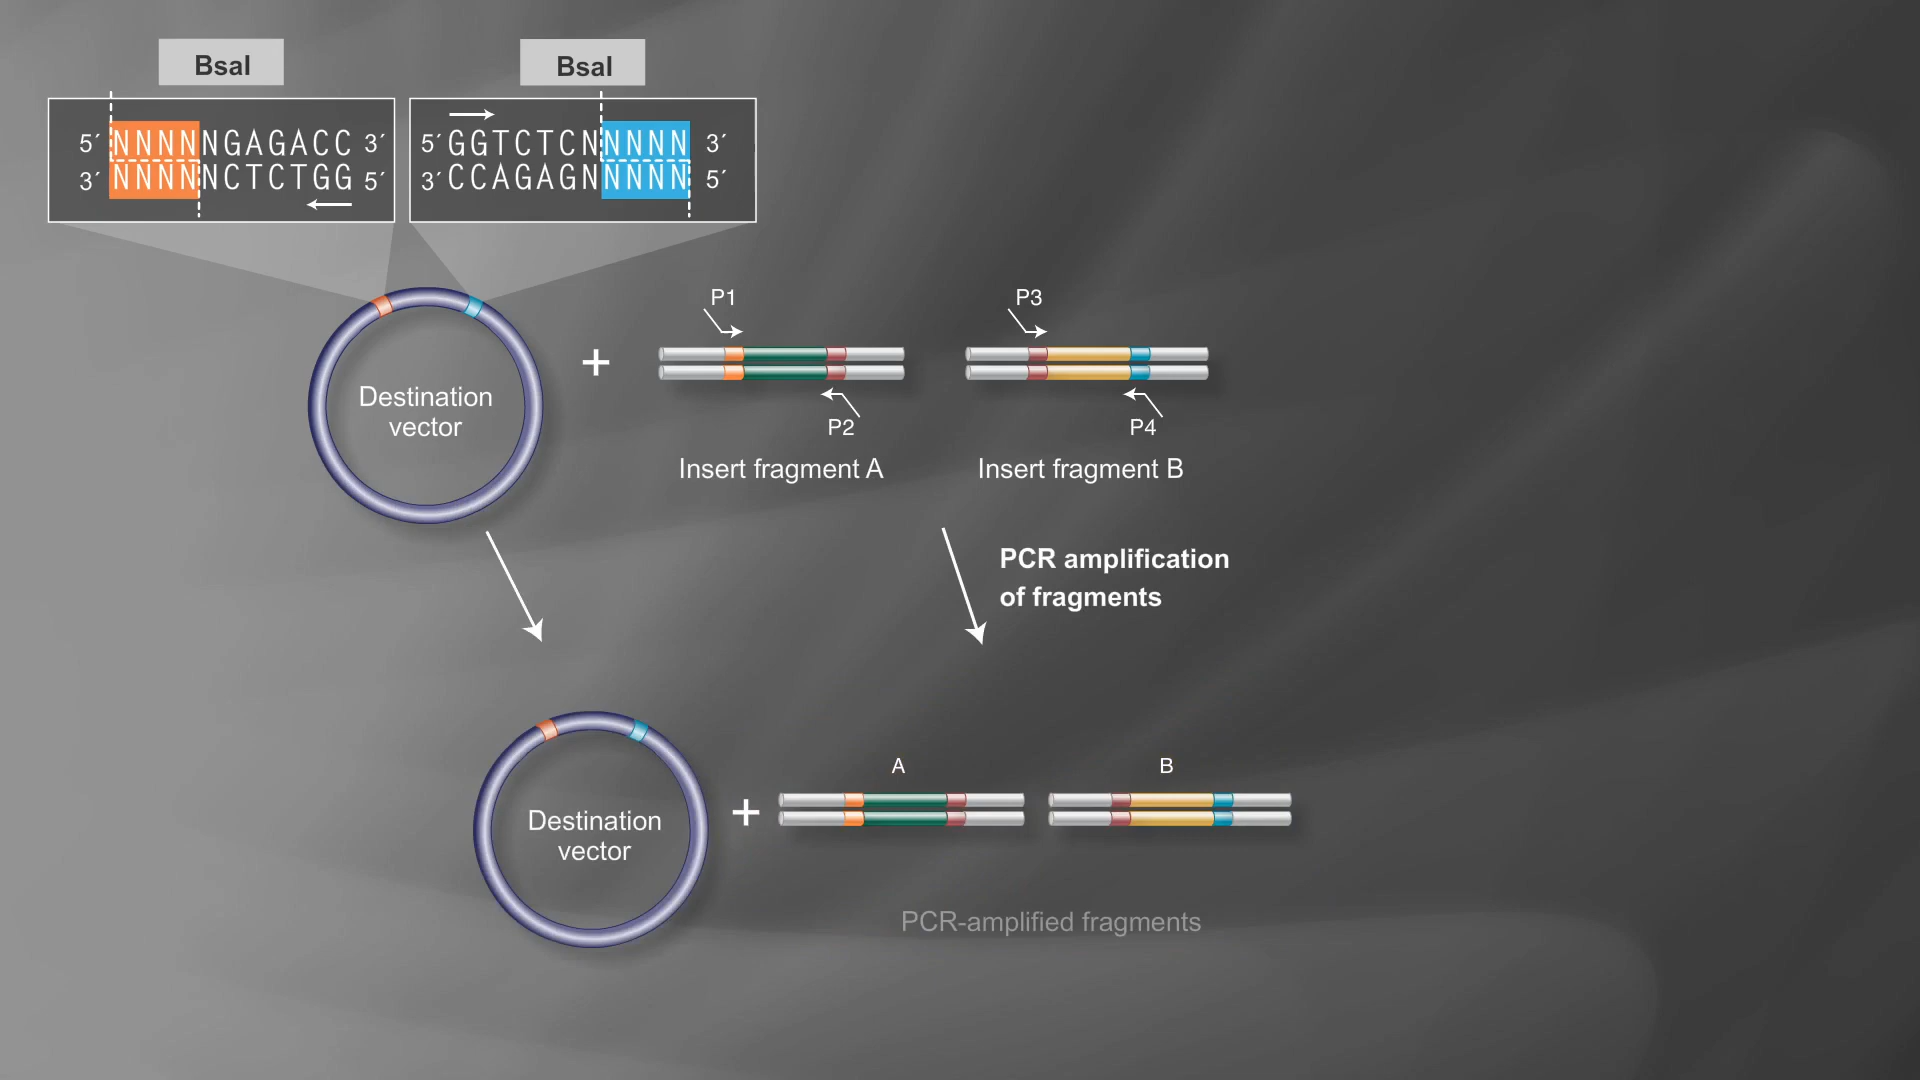 BsaI
BsaI
5´ NNNNNGAGACC 3´
3´ NNNNNCTCTGG 5´
5´ GGTCTCNNNNN 3´
3´ CCAGAGNNNNN 5´
P1
P3
+
Destination
vector
P2
P4
Insert fragment A
Insert fragment B
PCR amplification
of fragments
A
B
+
Destination
vector
PCR-amplified fragments